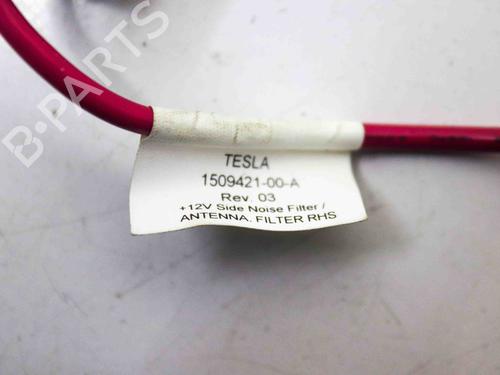 B-PARTS
TESLA
1509421-00-A
Rev. 03
+12V Side Noise Filter /
ANTENNA. FILTER RHS